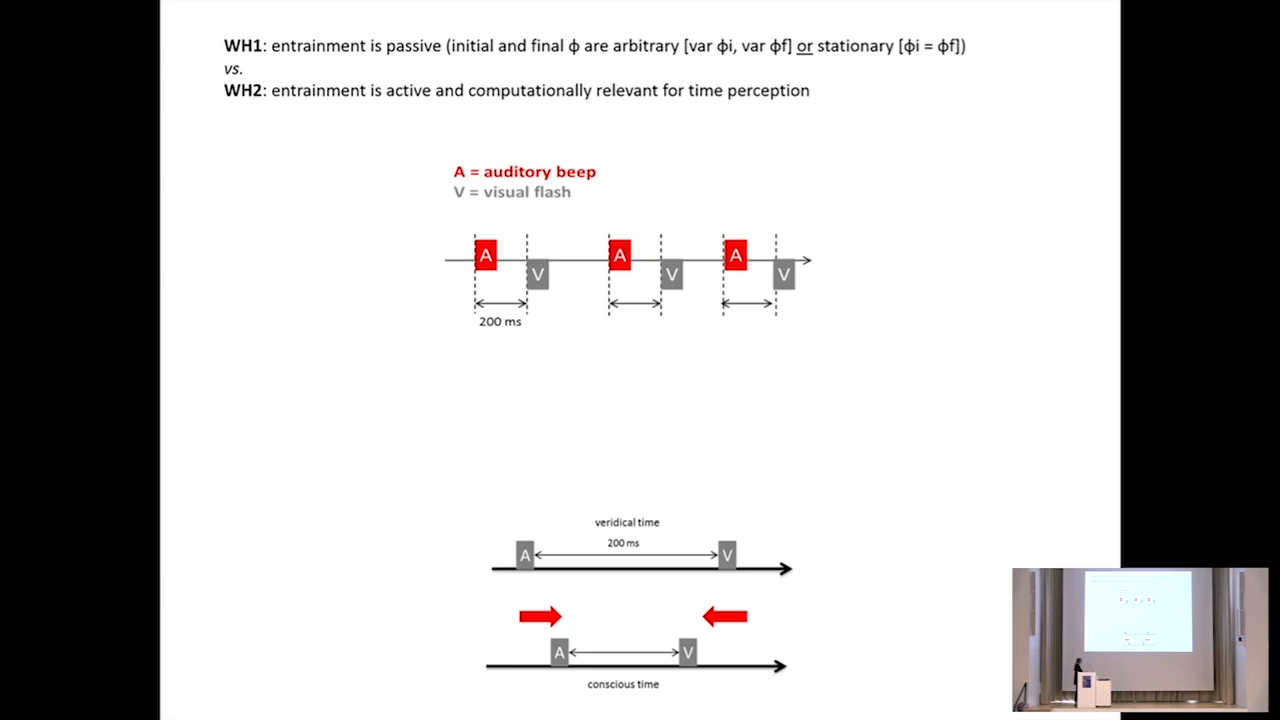 WH1: entrainment is passive (initial and final ϕ are arbitrary [var ϕi, var ϕf] or stationary [ϕi = ϕf])
vs.
WH2: entrainment is active and computationally relevant for time perception
A = auditory beep
V = visual flash
A A A
V V V
200 ms
veridical time
200 ms
A V
A V
conscious time